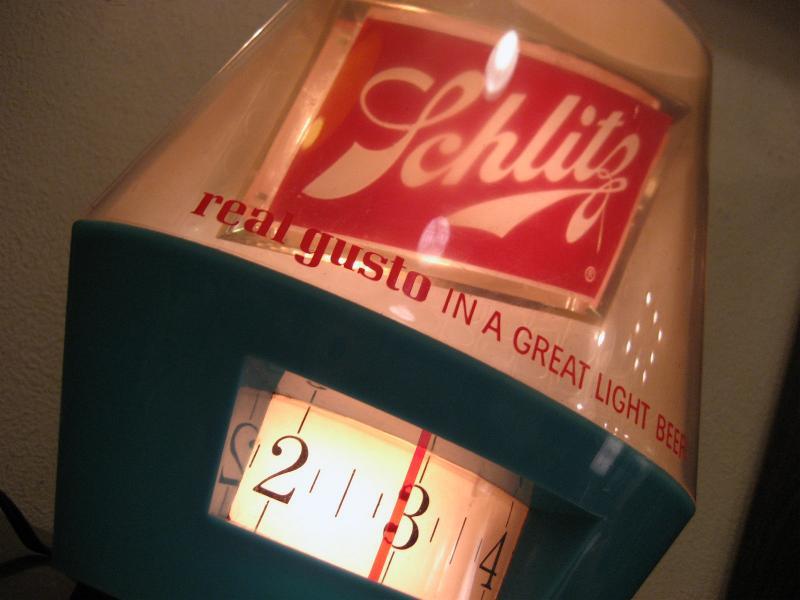 Schlitz
®
real gusto IN A GREAT LIGHT BEER
2 3 4